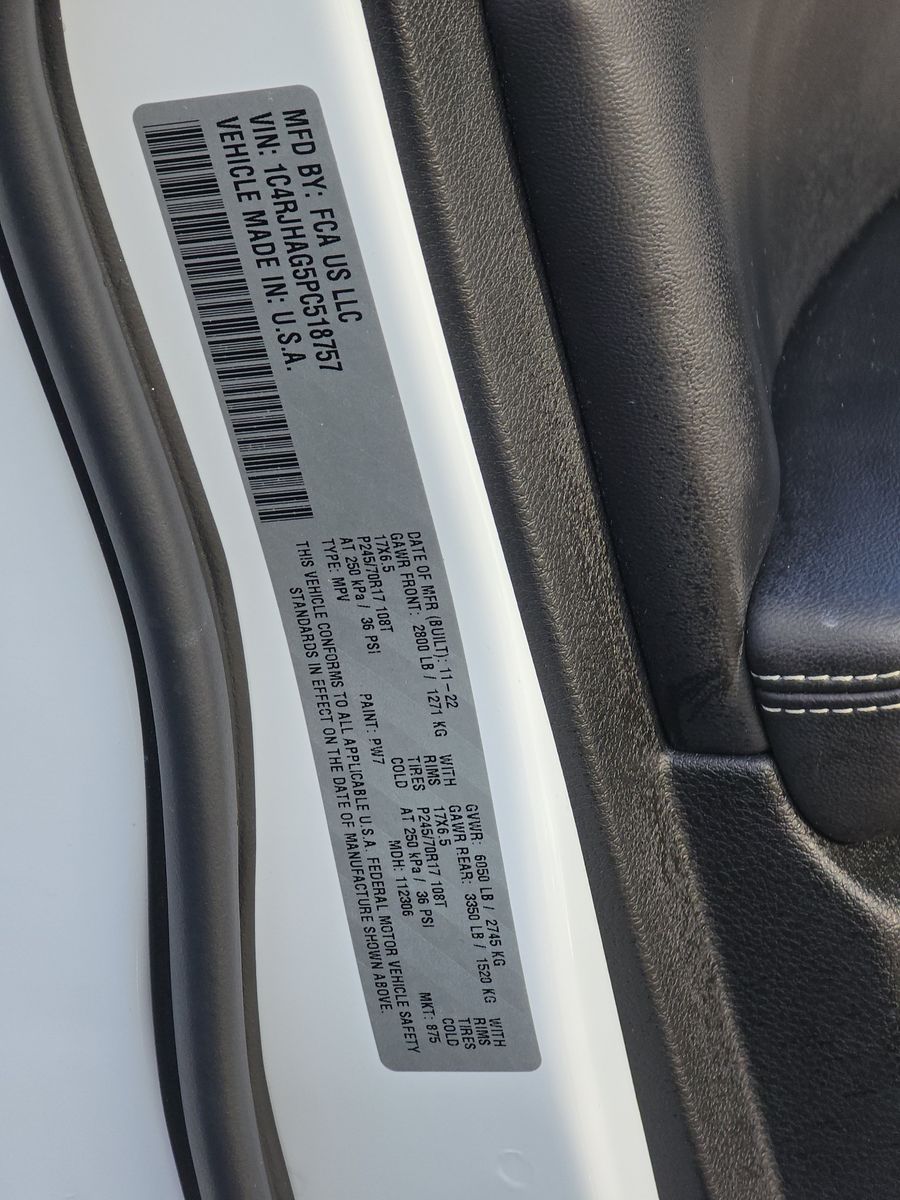 MFD BY: FCA US LLC
VIN: 1C4RJHAG5PC518757
VEHICLE MADE IN: U.S.A.
DATE OF MFR (BUILT): 11-22 GVWR: 6050 LB / 2745 KG
GAWR FRONT: 2800 LB / 1271 KG WITH GAWR REAR: 3350 LB / 1520 KG WITH
17X6.5 RIMS 17X6.5 RIMS
P245/70R17 108T TIRES P245/70R17 108T TIRES
AT 250 kPa / 36 PSI COLD AT 250 kPa / 36 PSI COLD
TYPE: MPV PAINT: PW7 MDH: 112306 MKT: 875
THIS VEHICLE CONFORMS TO ALL APPLICABLE U.S.A. FEDERAL MOTOR VEHICLE SAFETY
STANDARDS IN EFFECT ON THE DATE OF MANUFACTURE SHOWN ABOVE.